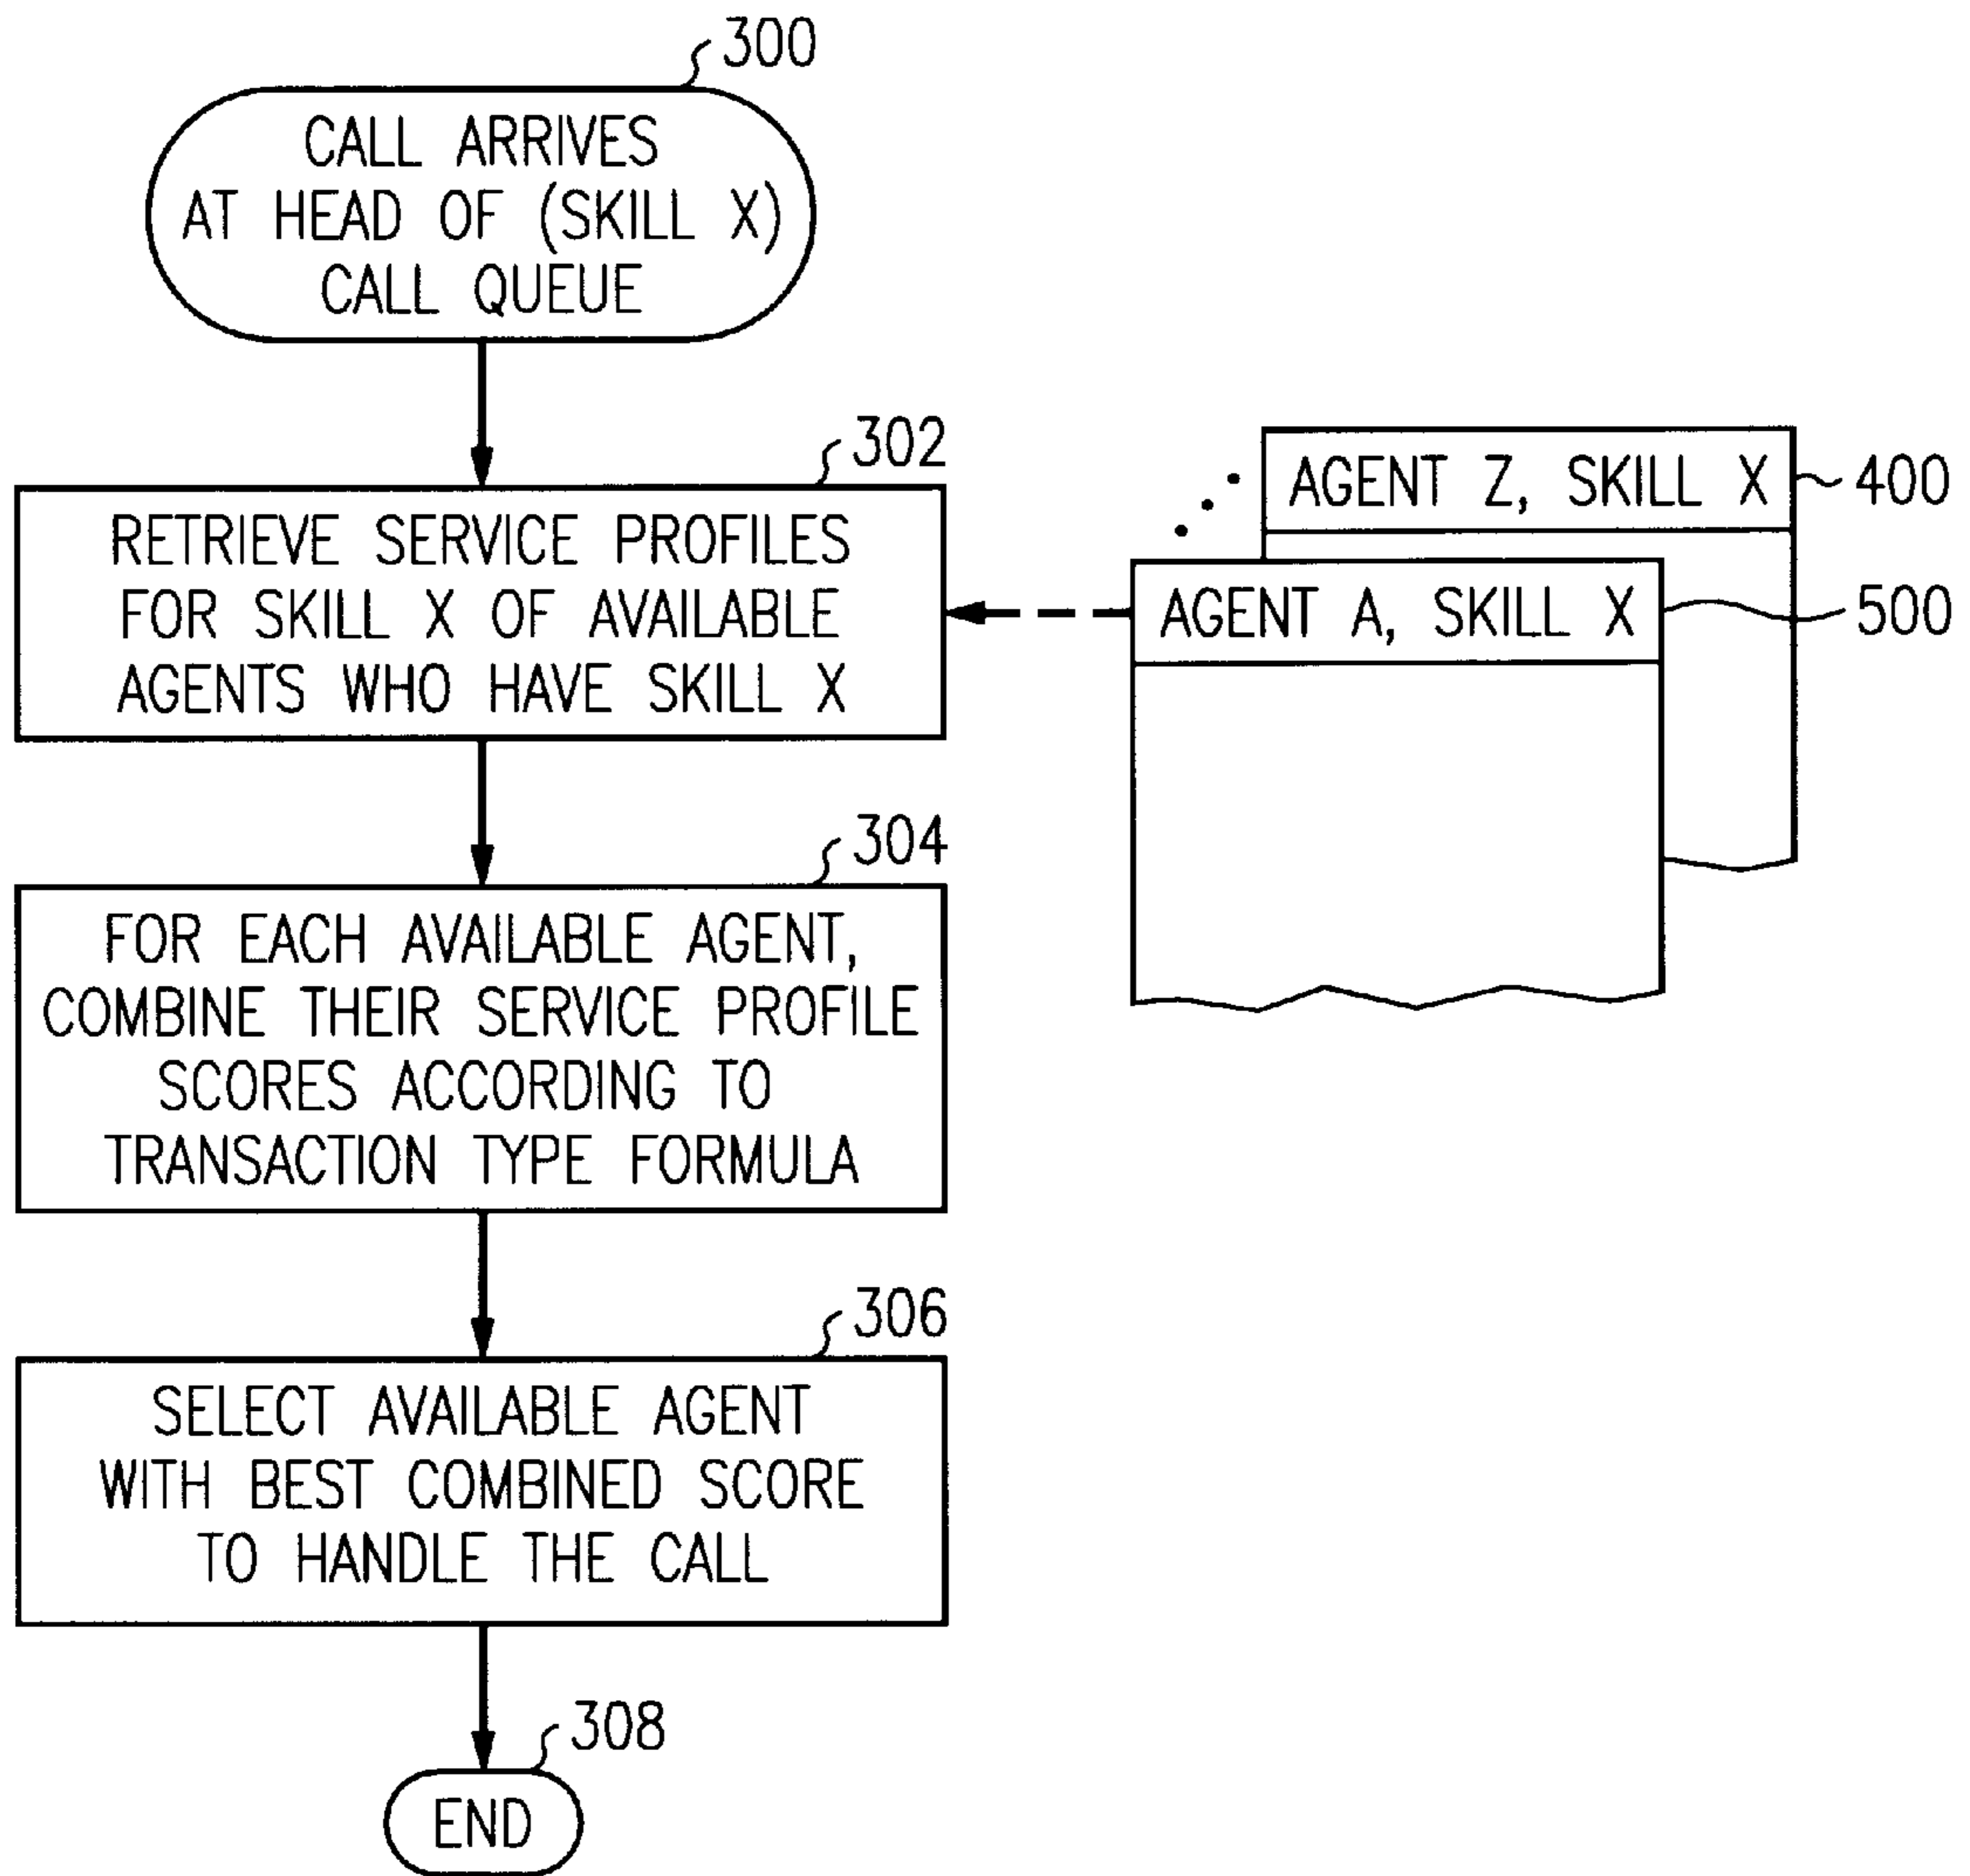 300
CALL ARRIVES
AT HEAD OF (SKILL X)
CALL QUEUE
302
RETRIEVE SERVICE PROFILES
FOR SKILL X OF AVAILABLE
AGENTS WHO HAVE SKILL X
AGENT Z, SKILL X
400
AGENT A, SKILL X
500
304
FOR EACH AVAILABLE AGENT,
COMBINE THEIR SERVICE PROFILE
SCORES ACCORDING TO
TRANSACTION TYPE FORMULA
306
SELECT AVAILABLE AGENT
WITH BEST COMBINED SCORE
TO HANDLE THE CALL
308
END